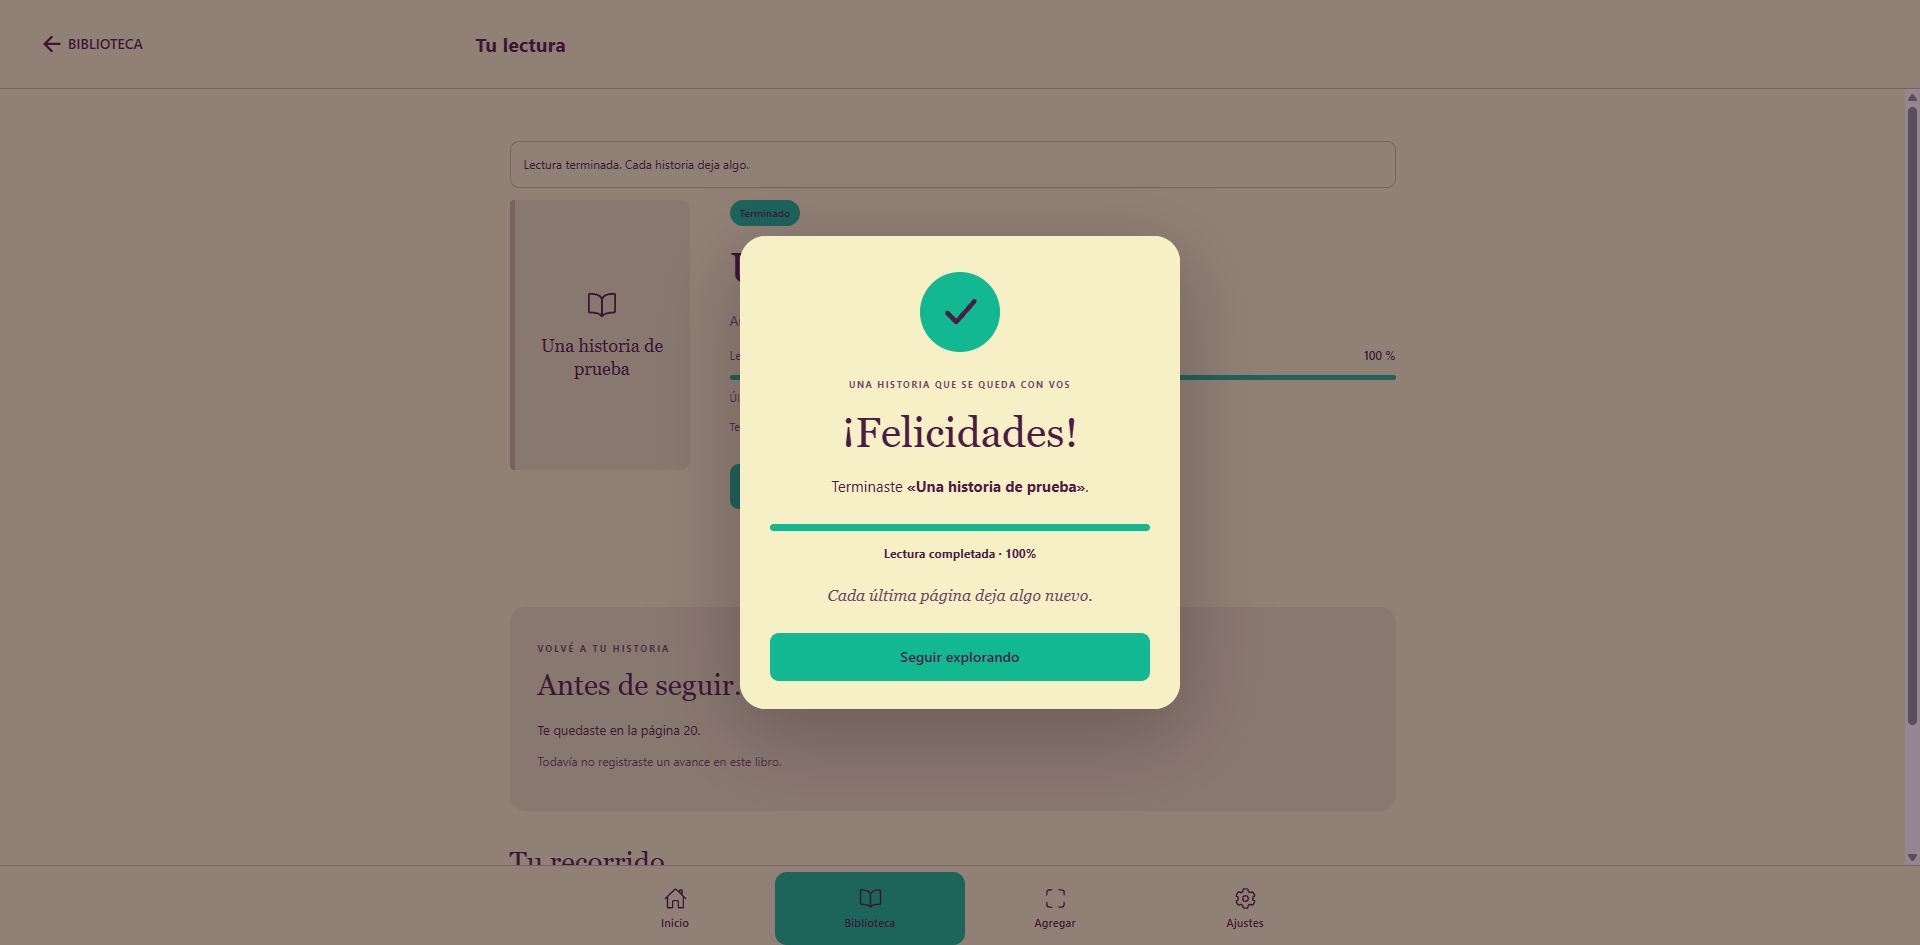 BIBLIOTECA
Tu lectura
Lectura terminada. Cada historia deja algo.
Terminado
Una historia de
prueba
100 %
UNA HISTORIA QUE SE QUEDA CON VOS
¡Felicidades!
Terminaste «Una historia de prueba».
Lectura completada · 100%
Cada última página deja algo nuevo.
Seguir explorando
VOLVÉ A TU HISTORIA
Antes de seguir.
Te quedaste en la página 20.
Todavía no registraste un avance en este libro.
Tu recorrido
Inicio
Biblioteca
Agregar
Ajustes